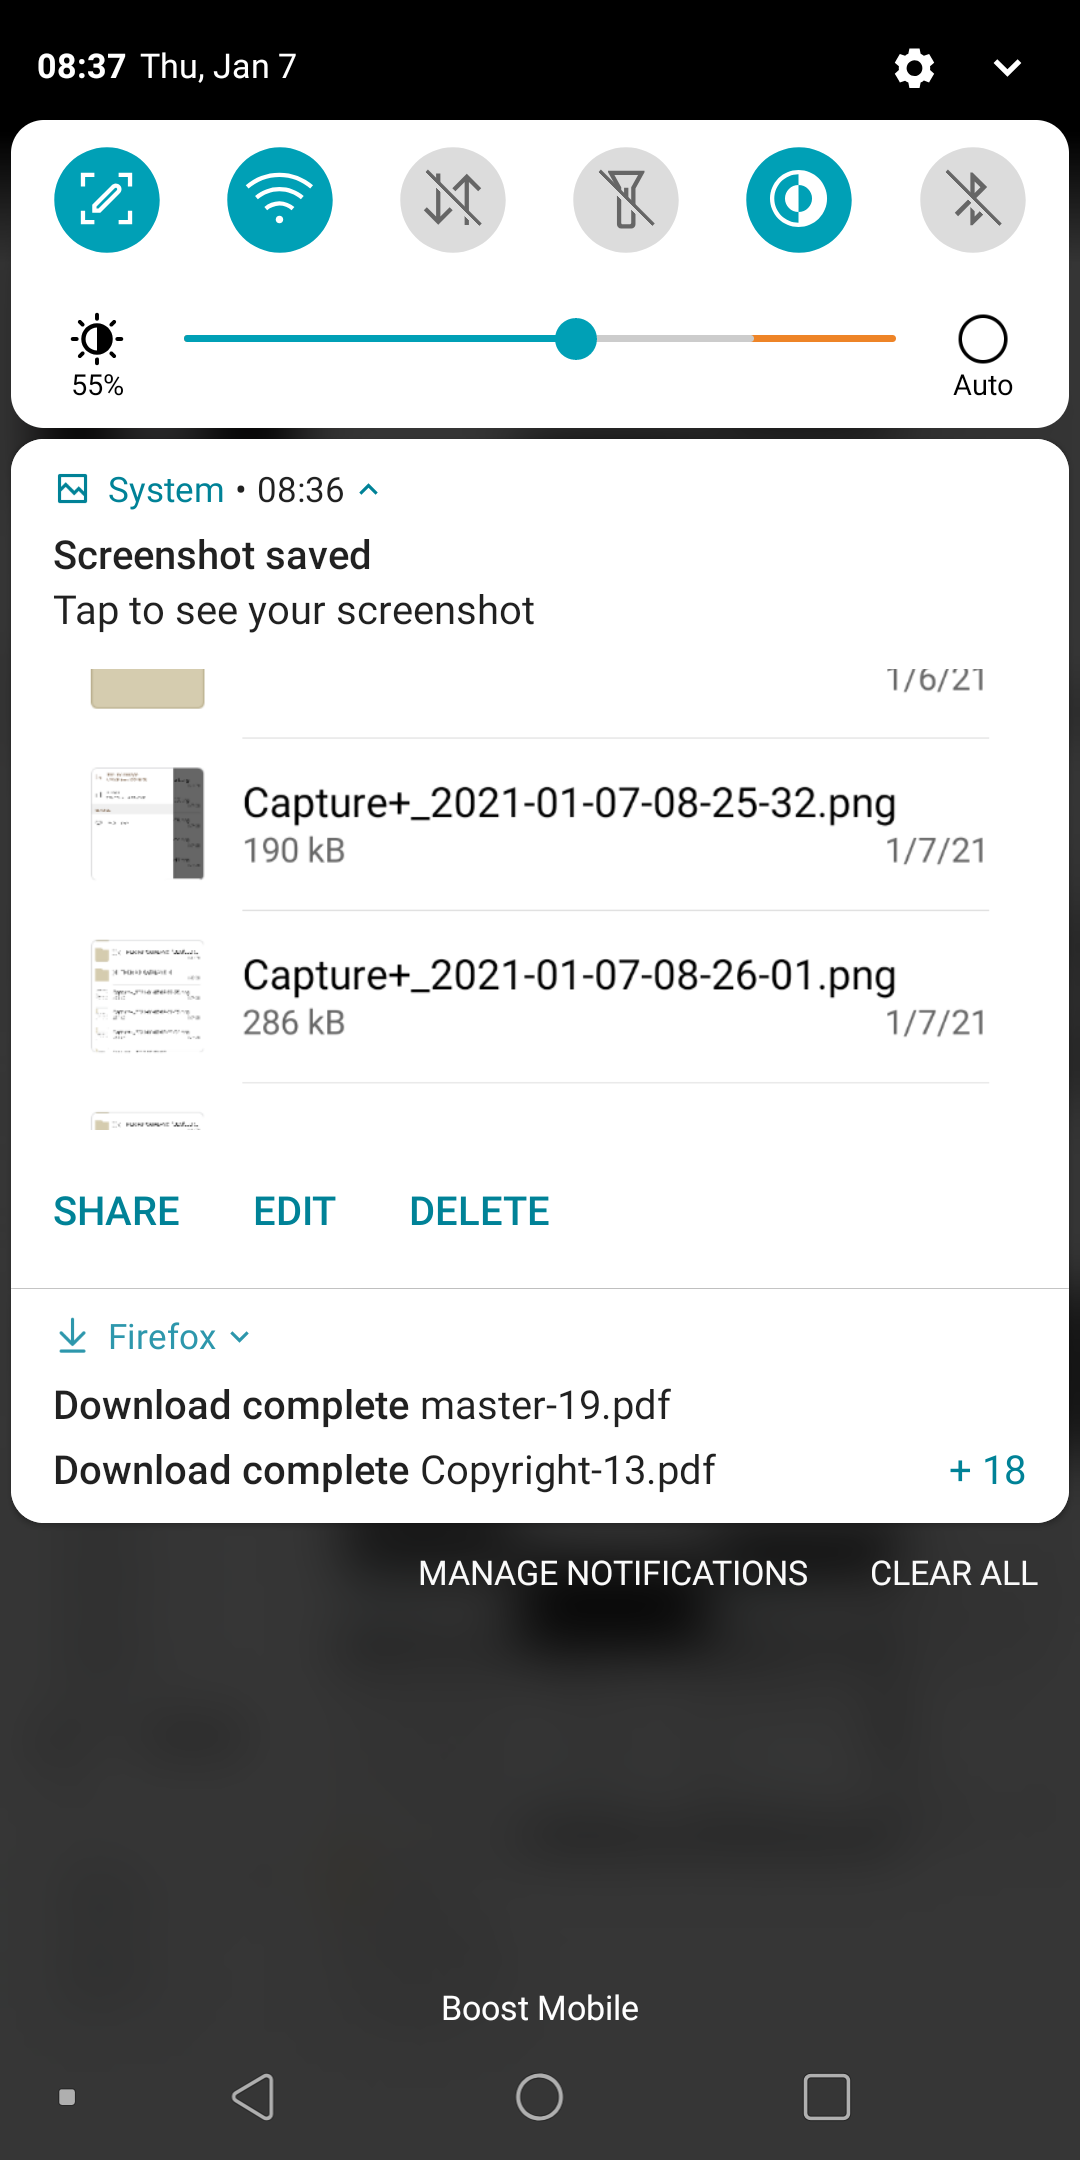 08:37 Thu, Jan 7
55%
Auto
System • 08:36
Screenshot saved
Tap to see your screenshot
1/6/21
Capture+_2021-01-07-08-25-32.png
190 kB 1/7/21
Capture+_2021-01-07-08-26-01.png
286 kB 1/7/21
SHARE EDIT DELETE
Firefox
Download complete master-19.pdf
Download complete Copyright-13.pdf + 18
MANAGE NOTIFICATIONS CLEAR ALL
Boost Mobile